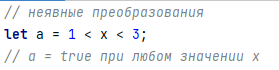 // неявные преобразования
let a = 1 < x < 3;
// a = true при любом значении x